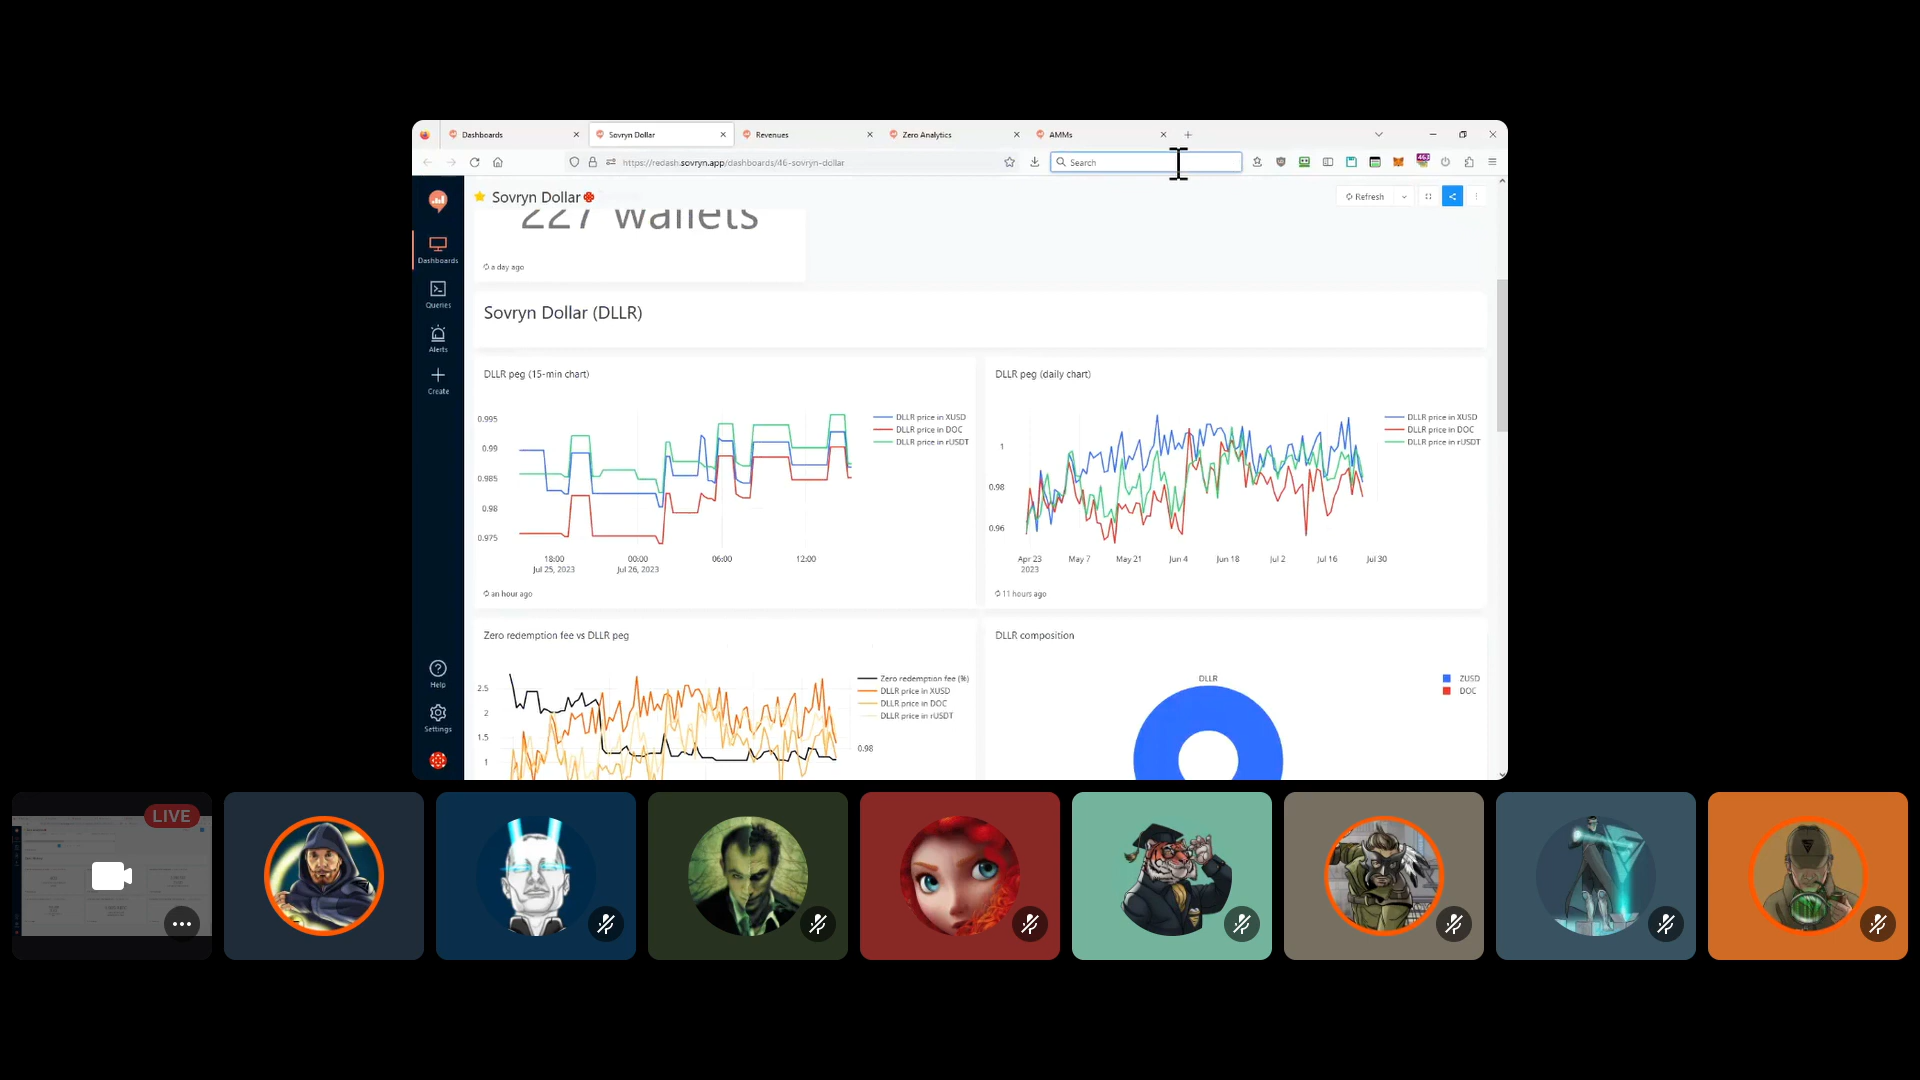 Dashboards
Sovryn Dollar
Revenues
Zero Analytics
AMMs
https://redash.sovryn.app/dashboards/46-sovryn-dollar
Search
463
Sovryn Dollar
Refresh
227 wallets
a day ago
Dashboards
Queries
Alerts
Create
Help
Settings
Sovryn Dollar (DLLR)
DLLR peg (15-min chart)
0.995
0.99
0.985
0.98
0.975
18:00
Jul 25, 2023
00:00
Jul 26, 2023
06:00
12:00
DLLR price in XUSD
DLLR price in DOC
DLLR price in rUSDT
an hour ago
DLLR peg (daily chart)
1
0.98
0.96
Apr 23
2023
May 7
May 21
Jun 4
Jun 18
Jul 2
Jul 16
Jul 30
DLLR price in XUSD
DLLR price in DOC
DLLR price in rUSDT
11 hours ago
Zero redemption fee vs DLLR peg
2.5
2
1.5
1
0.98
Zero redemption fee (%)
DLLR price in XUSD
DLLR price in DOC
DLLR price in rUSDT
DLLR composition
DLLR
ZUSD
DOC
LIVE